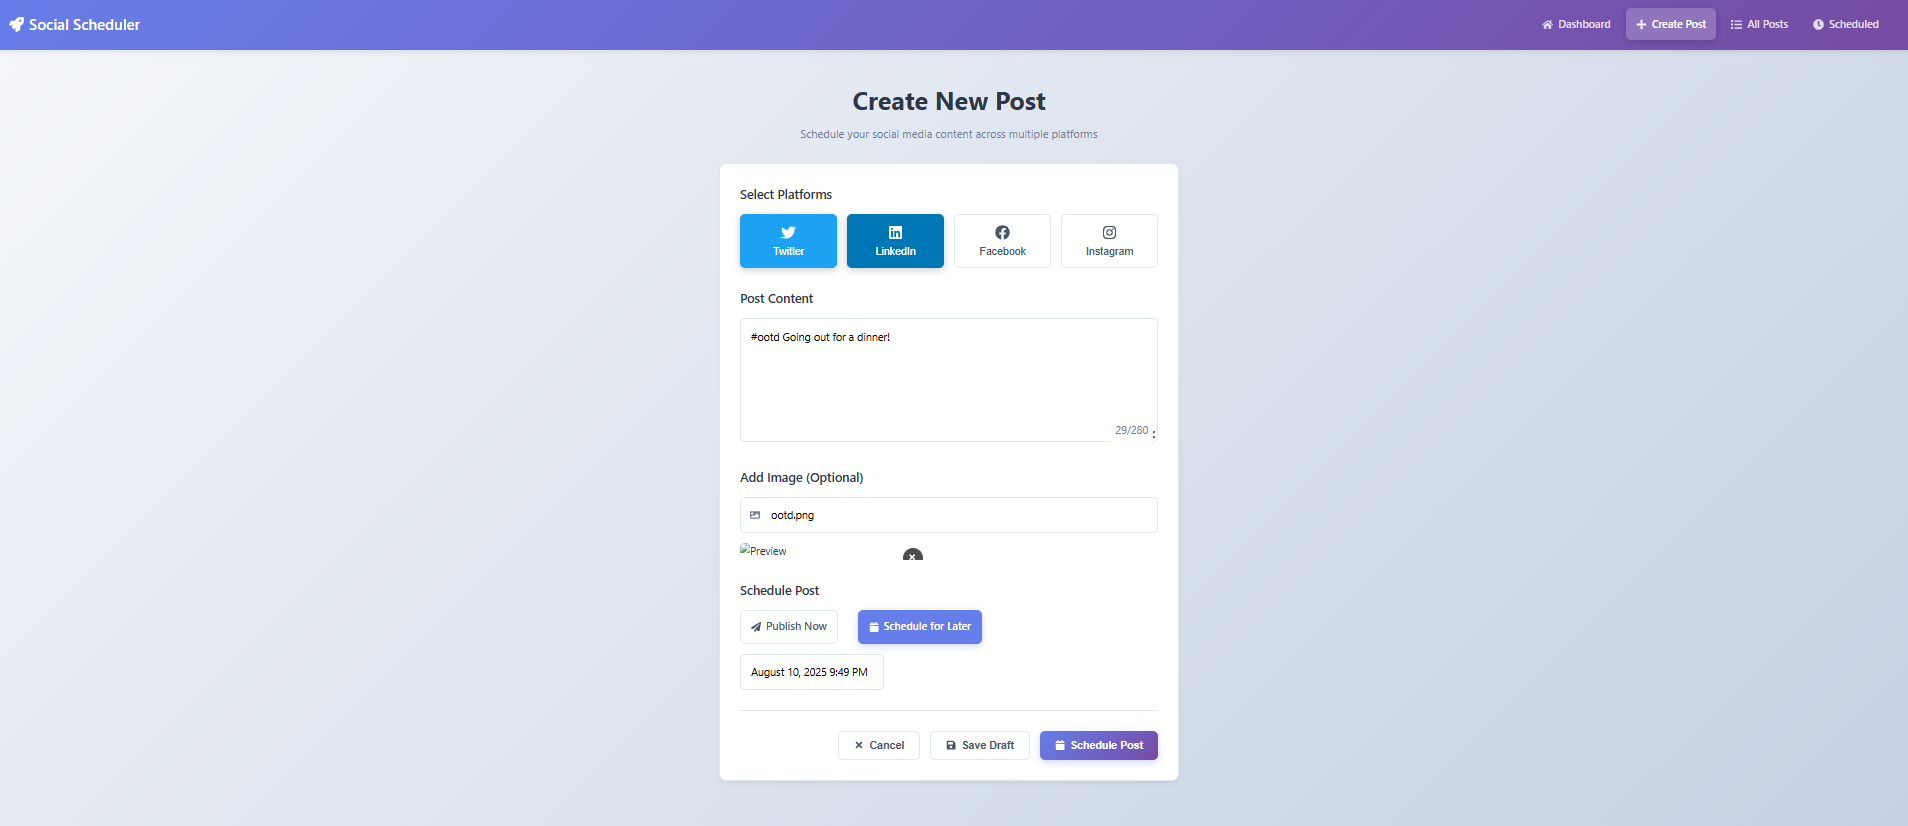 Social Scheduler
Dashboard
Create Post
All Posts
Scheduled
Create New Post
Schedule your social media content across multiple platforms
Select Platforms
Twitter
LinkedIn
Facebook
Instagram
Post Content
#ootd Going out for a dinner!
29/280
Add Image (Optional)
ootd.png
Preview
Schedule Post
Publish Now
Schedule for Later
August 10, 2025 9:49 PM
Cancel
Save Draft
Schedule Post